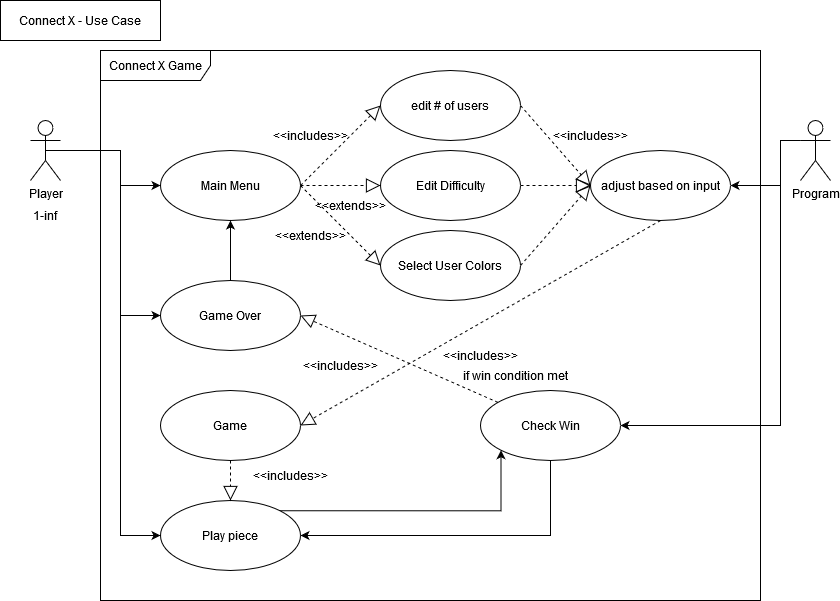 Connect X - Use Case
Connect X Game
edit # of users
<<includes>>
<<includes>>
Main Menu
Edit Difficulty
adjust based on input
Player
1-inf
Program
<<extends>>
<<extends>>
Select User Colors
Game Over
<<includes>>
<<includes>>
if win condition met
Game
Check Win
<<includes>>
Play piece